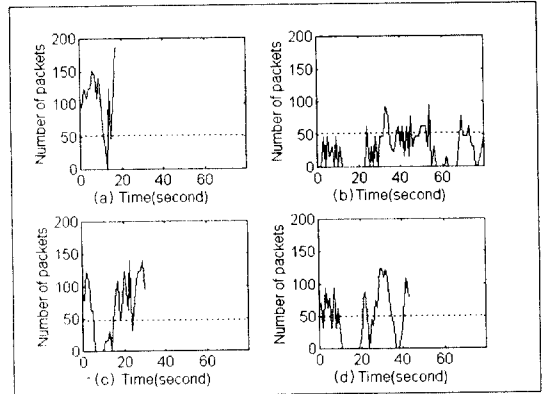 Number of packets
200
150
100
50
0
0 20 40 60
(a) Time(second)
Number of packets
200
150
100
50
0
0 20 40 60
(b) Time(second)
Number of packets
200
150
100
50
0
0 20 40 60
(c) Time(second)
Number of packets
200
150
100
50
0
0 20 40 60
(d) Time(second)